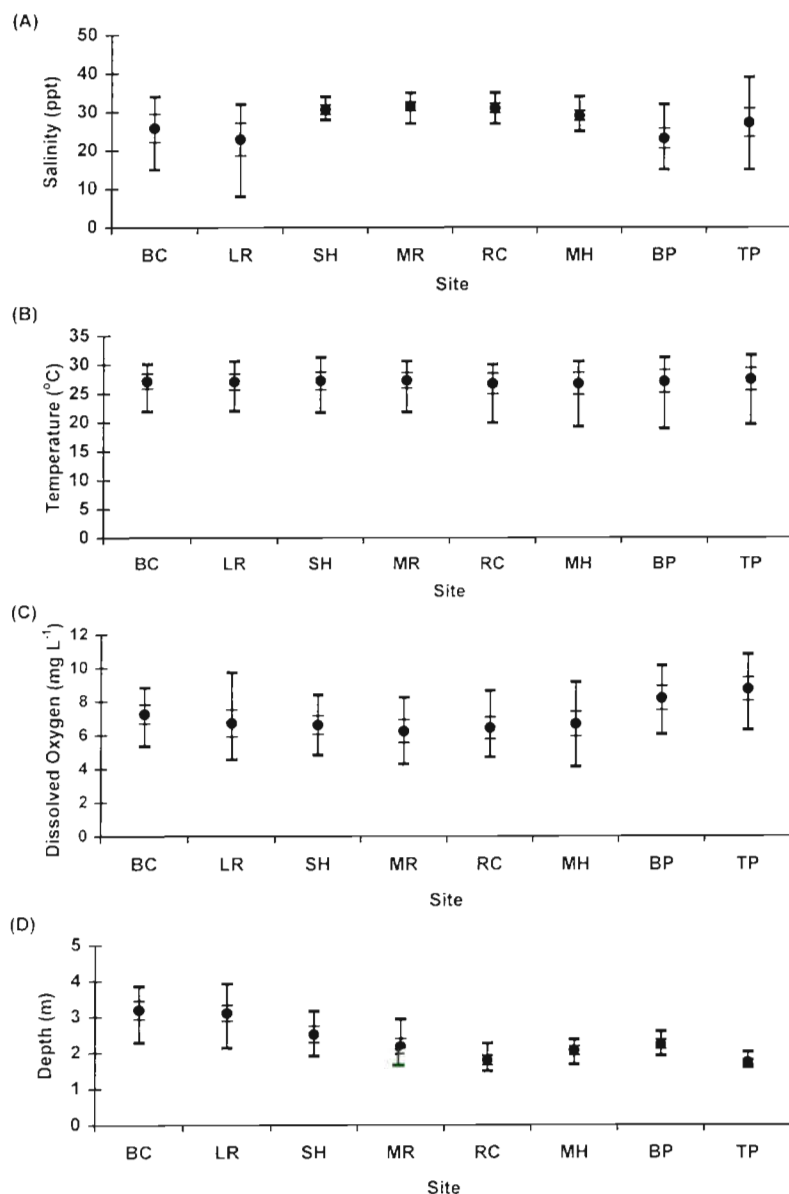 (A)
Salinity (ppt)
50
40
30
20
10
0
BC LR SH MR RC MH BP TP
Site
(B)
Temperature (°C)
35
30
25
20
15
10
5
0
BC LR SH MR RC MH BP TP
Site
(C)
Dissolved Oxygen (mg L-1)
12
10
8
6
4
2
0
BC LR SH MR RC MH BP TP
Site
(D)
Depth (m)
5
4
3
2
1
0
BC LR SH MR RC MH BP TP
Site